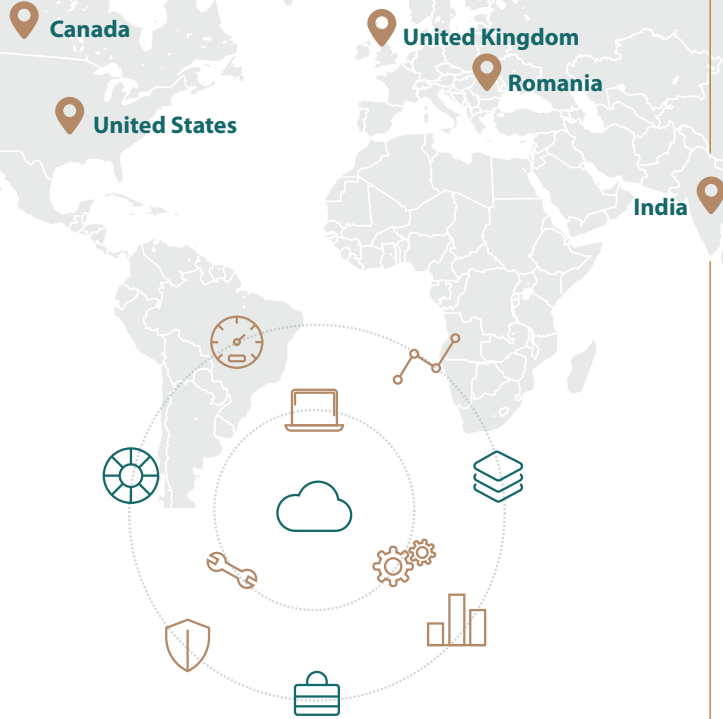 Canada
United Kingdom
Romania
United States
India